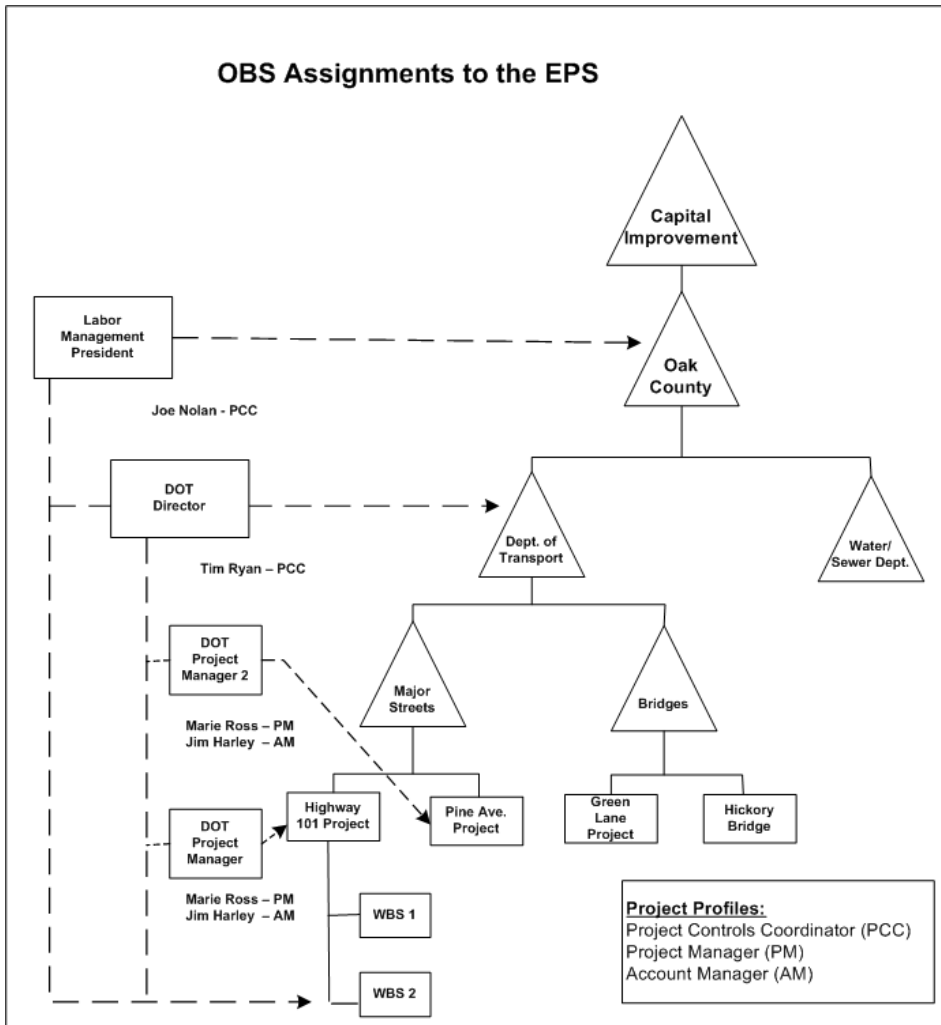 OBS Assignments to the EPS
Capital
Improvement
Labor
Management
President
Oak
County
Joe Nolan - PCC
DOT
Director
Dept. of
Transport
Water/
Sewer Dept.
Tim Ryan – PCC
DOT
Project
Manager 2
Major
Streets
Bridges
Marie Ross – PM
Jim Harley – AM
Highway
101 Project
Pine Ave.
Project
Green
Lane
Project
Hickory
Bridge
DOT
Project
Manager
Marie Ross – PM
Jim Harley – AM
WBS 1
WBS 2
Project Profiles:
Project Controls Coordinator (PCC)
Project Manager (PM)
Account Manager (AM)